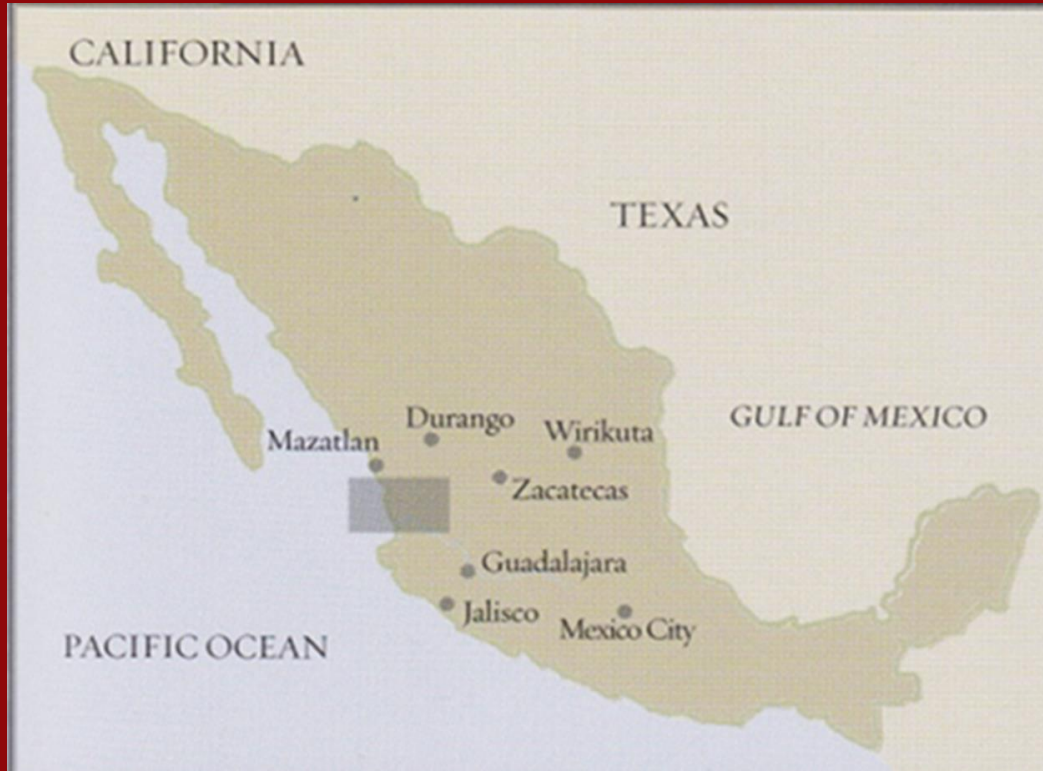 CALIFORNIA
TEXAS
GULF OF MEXICO
Durango
Wirikuta
Mazatlan
Zacatecas
Guadalajara
Jalisco
Mexico City
PACIFIC OCEAN